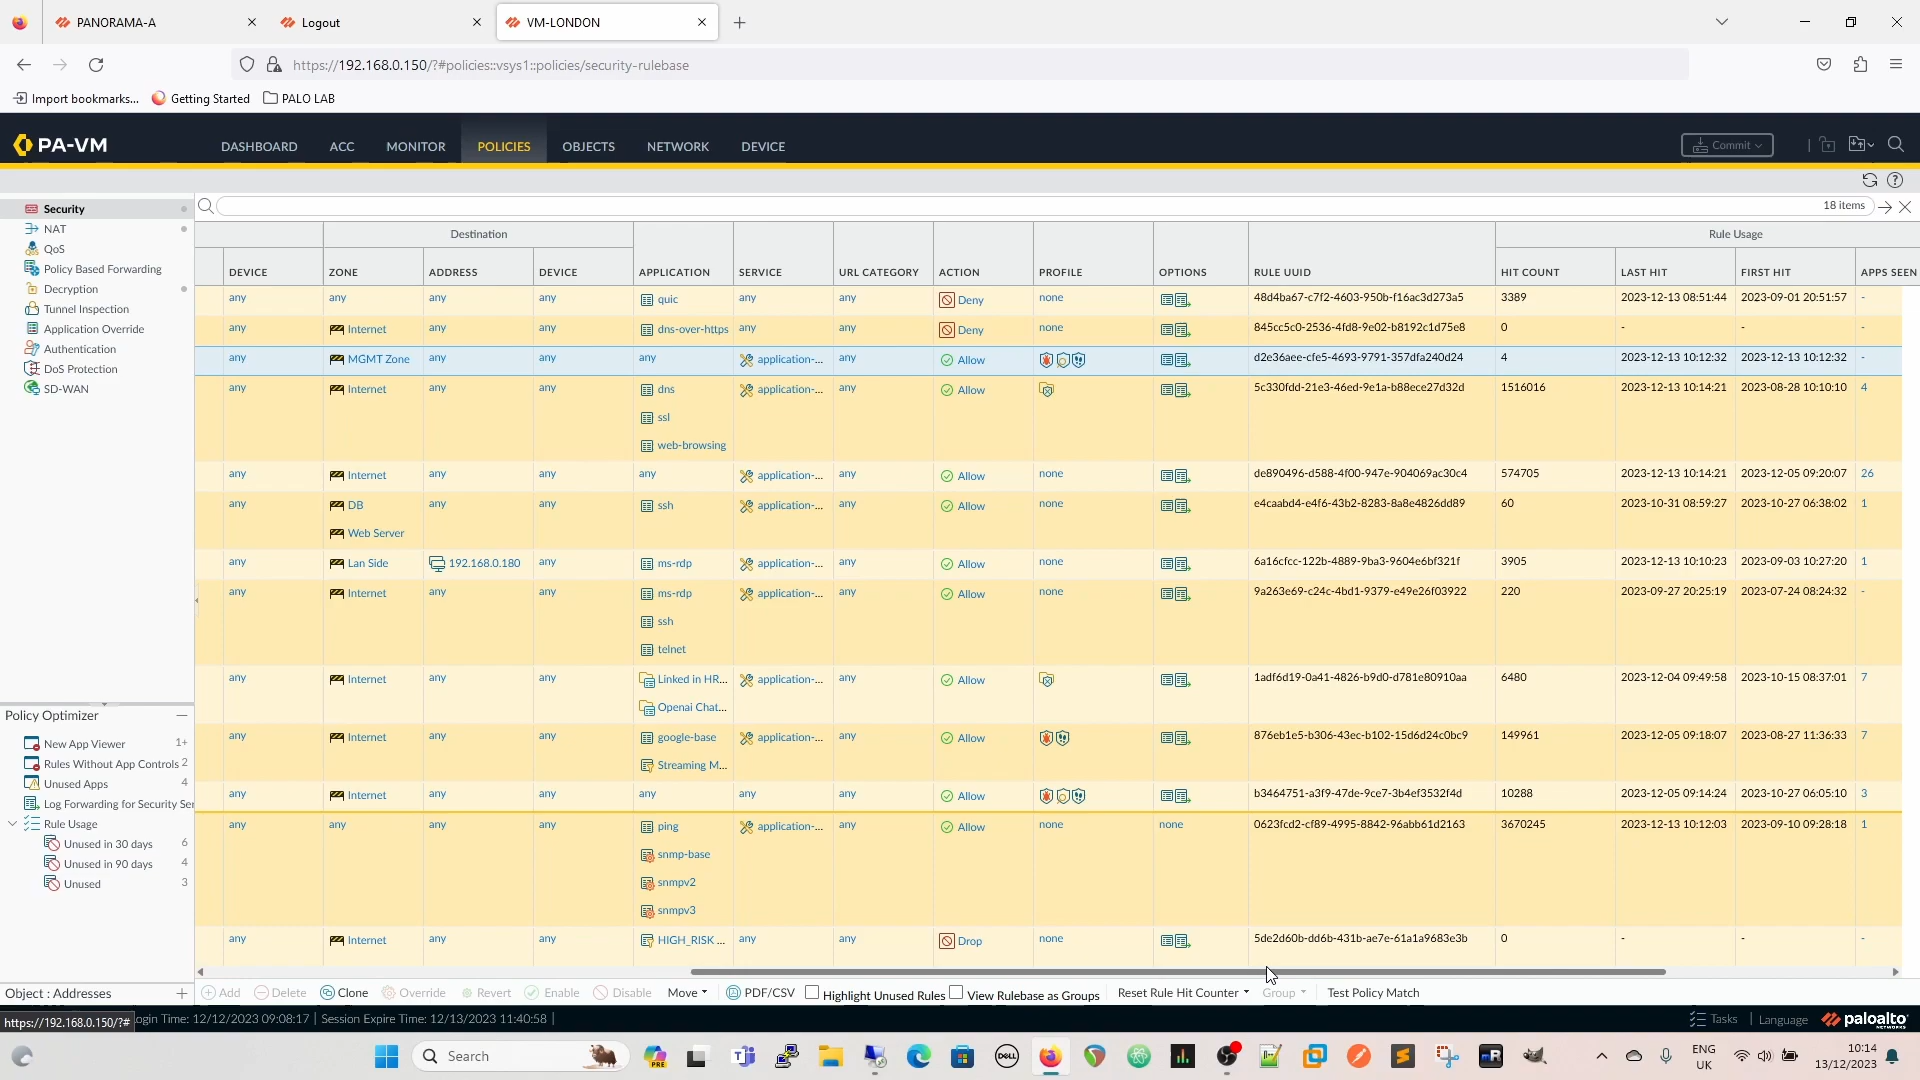 PANORAMA-A
Logout
VM-LONDON
https://192.168.0.150/?#policies::vsys1::policies/security-rulebase
Import bookmarks...
Getting Started
PALO LAB
PA-VM
DASHBOARD ACC MONITOR POLICIES OBJECTS NETWORK DEVICE
Commit
18 items
Security
NAT
QoS
Policy Based Forwarding
Decryption
Tunnel Inspection
Application Override
Authentication
DoS Protection
SD-WAN
Policy Optimizer
New App Viewer 1+
Rules Without App Controls 2
Unused Apps 4
Log Forwarding for Security Ser
Rule Usage
Unused in 30 days 6
Unused in 90 days 4
Unused 3
Object : Addresses
Destination Rule Usage
DEVICE ZONE ADDRESS DEVICE APPLICATION SERVICE URL CATEGORY ACTION PROFILE OPTIONS RULE UUID HIT COUNT LAST HIT FIRST HIT APPS SEEN
any any any any quic any any Deny none 48d4ba67-c7f2-4603-950b-f16ac3d273a5 3389 2023-12-13 08:51:44 2023-09-01 20:51:57 -
any Internet any any dns-over-https any any Deny none 845cc5c0-2536-4fd8-9e02-b8192c1d75e8 0 - - -
any MGMT Zone any any any application-... any Allow d2e36aee-cfe5-4693-9791-357dfa240d24 4 2023-12-13 10:12:32 2023-12-13 10:12:32 -
any Internet any any dns application-... any Allow 5c330fdd-21e3-46ed-9e1a-b88ece27d32d 1516016 2023-12-13 10:14:21 2023-08-28 10:10:10 4
ssl
web-browsing
any Internet any any any application-... any Allow none de890496-d588-4f00-947e-904069ac30c4 574705 2023-12-13 10:14:21 2023-12-05 09:20:07 26
any DB any any ssh application-... any Allow none e4caabd4-e4f6-43b2-8283-8a8e4826dd89 60 2023-10-31 08:59:27 2023-10-27 06:38:02 1
Web Server
any Lan Side 192.168.0.180 any ms-rdp application-... any Allow none 6a16cfcc-122b-4889-9ba3-9604e6bf321f 3905 2023-12-13 10:10:23 2023-09-03 10:27:20 1
any Internet any any ms-rdp application-... any Allow none 9a263e69-c24c-4bd1-9379-e49e26f03922 220 2023-09-27 20:25:19 2023-07-24 08:24:32 -
ssh
telnet
any Internet any any Linked in HR... application-... any Allow 1adf6d19-0a41-4826-b9d0-d781e80910aa 6480 2023-12-04 09:49:58 2023-10-15 08:37:01 7
Openai Chat...
any Internet any any google-base application-... any Allow 876eb1e5-b306-43ec-b102-15d6d24c0bc9 149961 2023-12-05 09:18:07 2023-08-27 11:36:33 7
Streaming M...
any Internet any any any any any Allow b3464751-a3f9-47de-9ce7-3b4ef3532f4d 10288 2023-12-05 09:14:24 2023-10-27 06:05:10 3
any any any any ping application-... any Allow none none 0623fcd2-cf89-4995-8842-96abb61d2163 3670245 2023-12-13 10:12:03 2023-09-10 09:28:18 1
snmp-base
snmpv2
snmpv3
any Internet any any HIGH_RISK ... any any Drop none 5de2d60b-dd6b-431b-ae7e-61a1a9683e3b 0 - - -
Add Delete Clone Override Revert Enable Disable Move PDF/CSV Highlight Unused Rules View Rulebase as Groups Reset Rule Hit Counter Group Test Policy Match
https://192.168.0.150/?# ogin Time: 12/12/2023 09:08:17 | Session Expire Time: 12/13/2023 11:40:58 |
Tasks | Language paloalto
NETWORKS
Search
PRE
DELL
mR
ENG
UK
10:14
13/12/2023